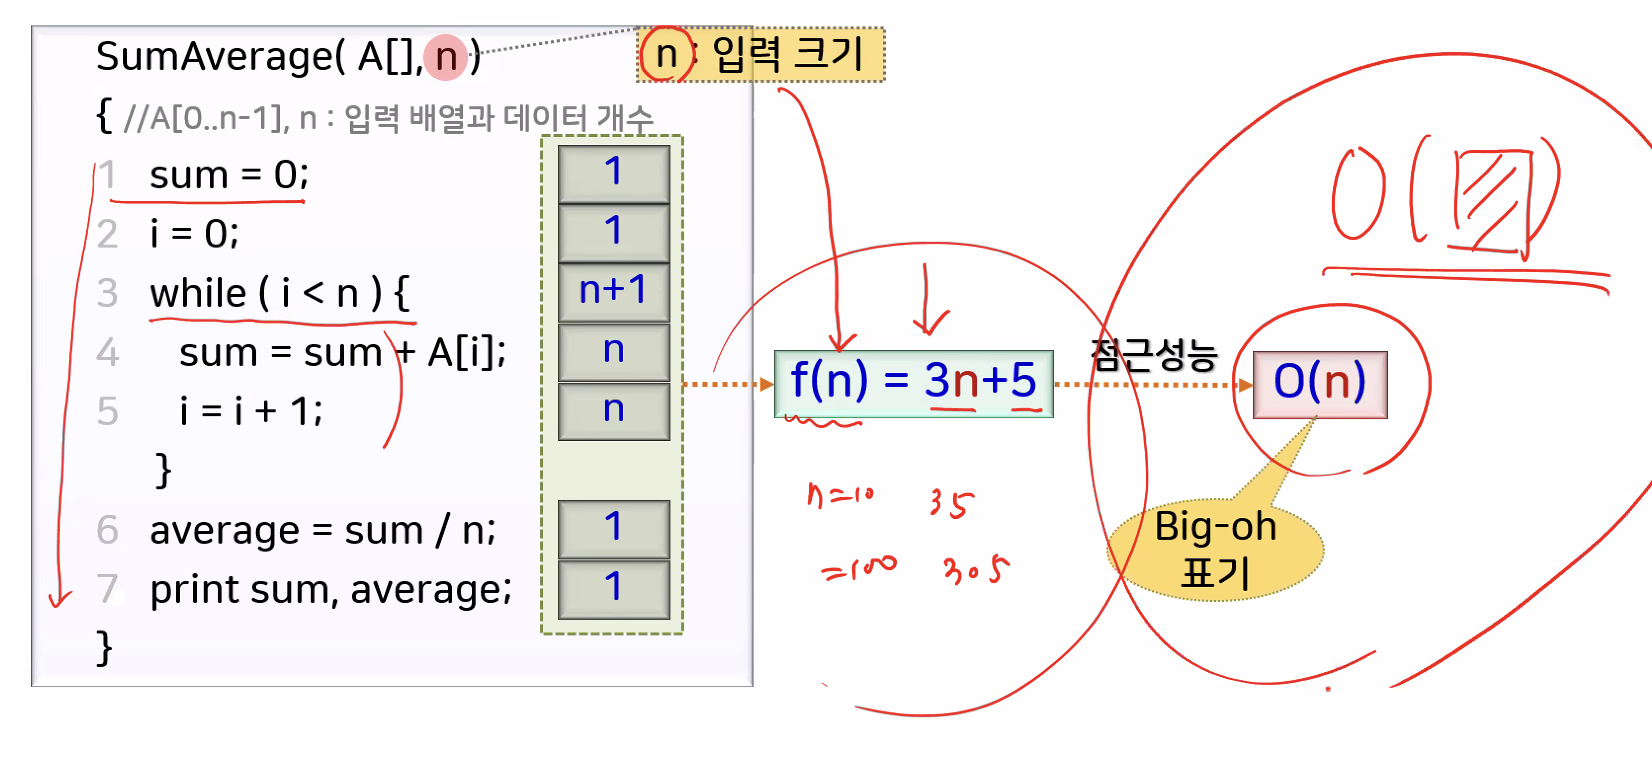 SumAverage( A[], n )
n : 입력 크기
{ //A[0..n-1], n : 입력 배열과 데이터 개수
1 sum = 0; 1
2 i = 0; 1
3 while ( i < n ) { n+1
4 sum = sum + A[i]; n
5 i = i + 1; n
}
6 average = sum / n; 1
7 print sum, average; 1
}
f(n) = 3n+5
점근성능
O(n)
Big-oh
표기
O( )
n=10 35
=100 305